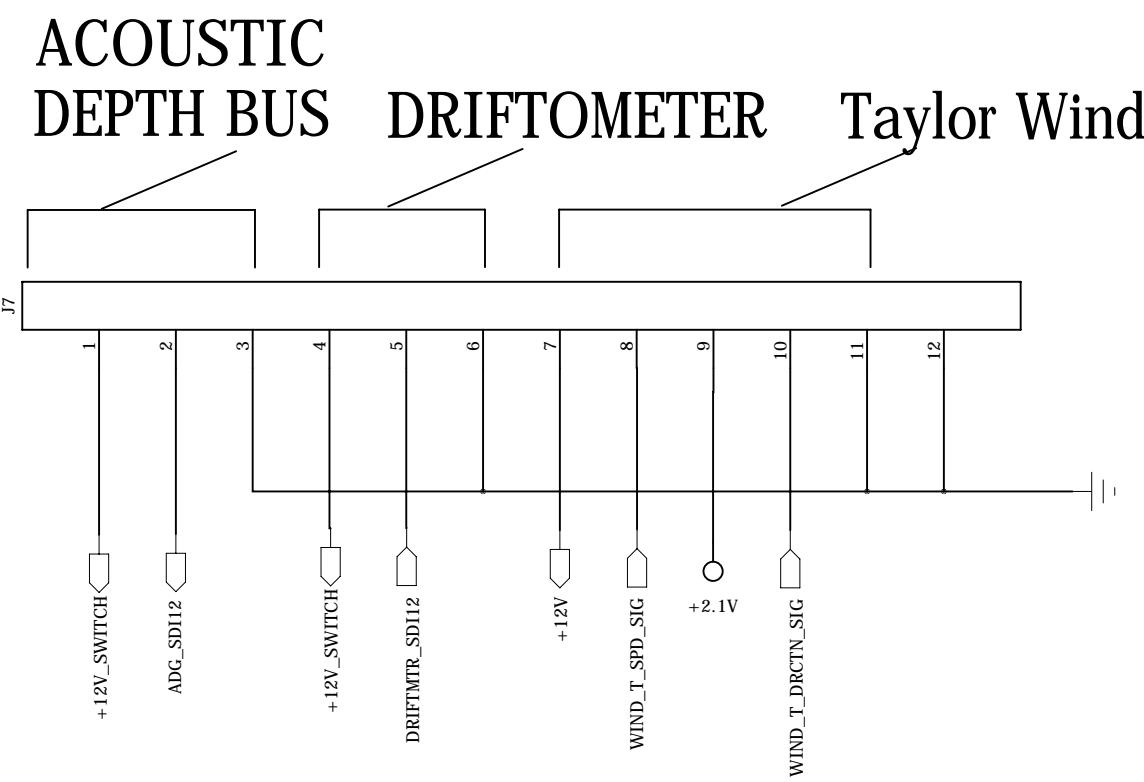 ACOUSTIC
DEPTH BUS
DRIFTOMETER
Taylor Wind
J7
1
2
3
4
5
6
7
8
9
10
11
12
+12V_SWITCH
ADG_SDI12
+12V_SWITCH
DRIFTMTR_SDI12
+12V
WIND_T_SPD_SIG
+2.1V
WIND_T_DRCTN_SIG